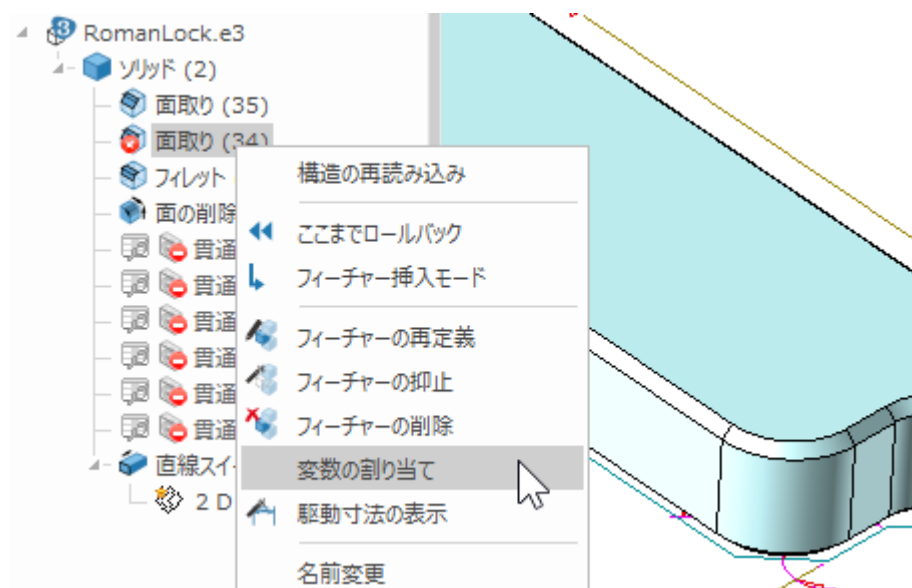 RomanLock.e3
ソリッド (2)
面取り (35)
面取り (34)
フィレット
面の削除
貫通
貫通
貫通
貫通
貫通
貫通
直線スイ
2 D
構造の再読み込み
ここまでロールバック
フィーチャー挿入モード
フィーチャーの再定義
フィーチャーの抑止
フィーチャーの削除
変数の割り当て
駆動寸法の表示
名前変更